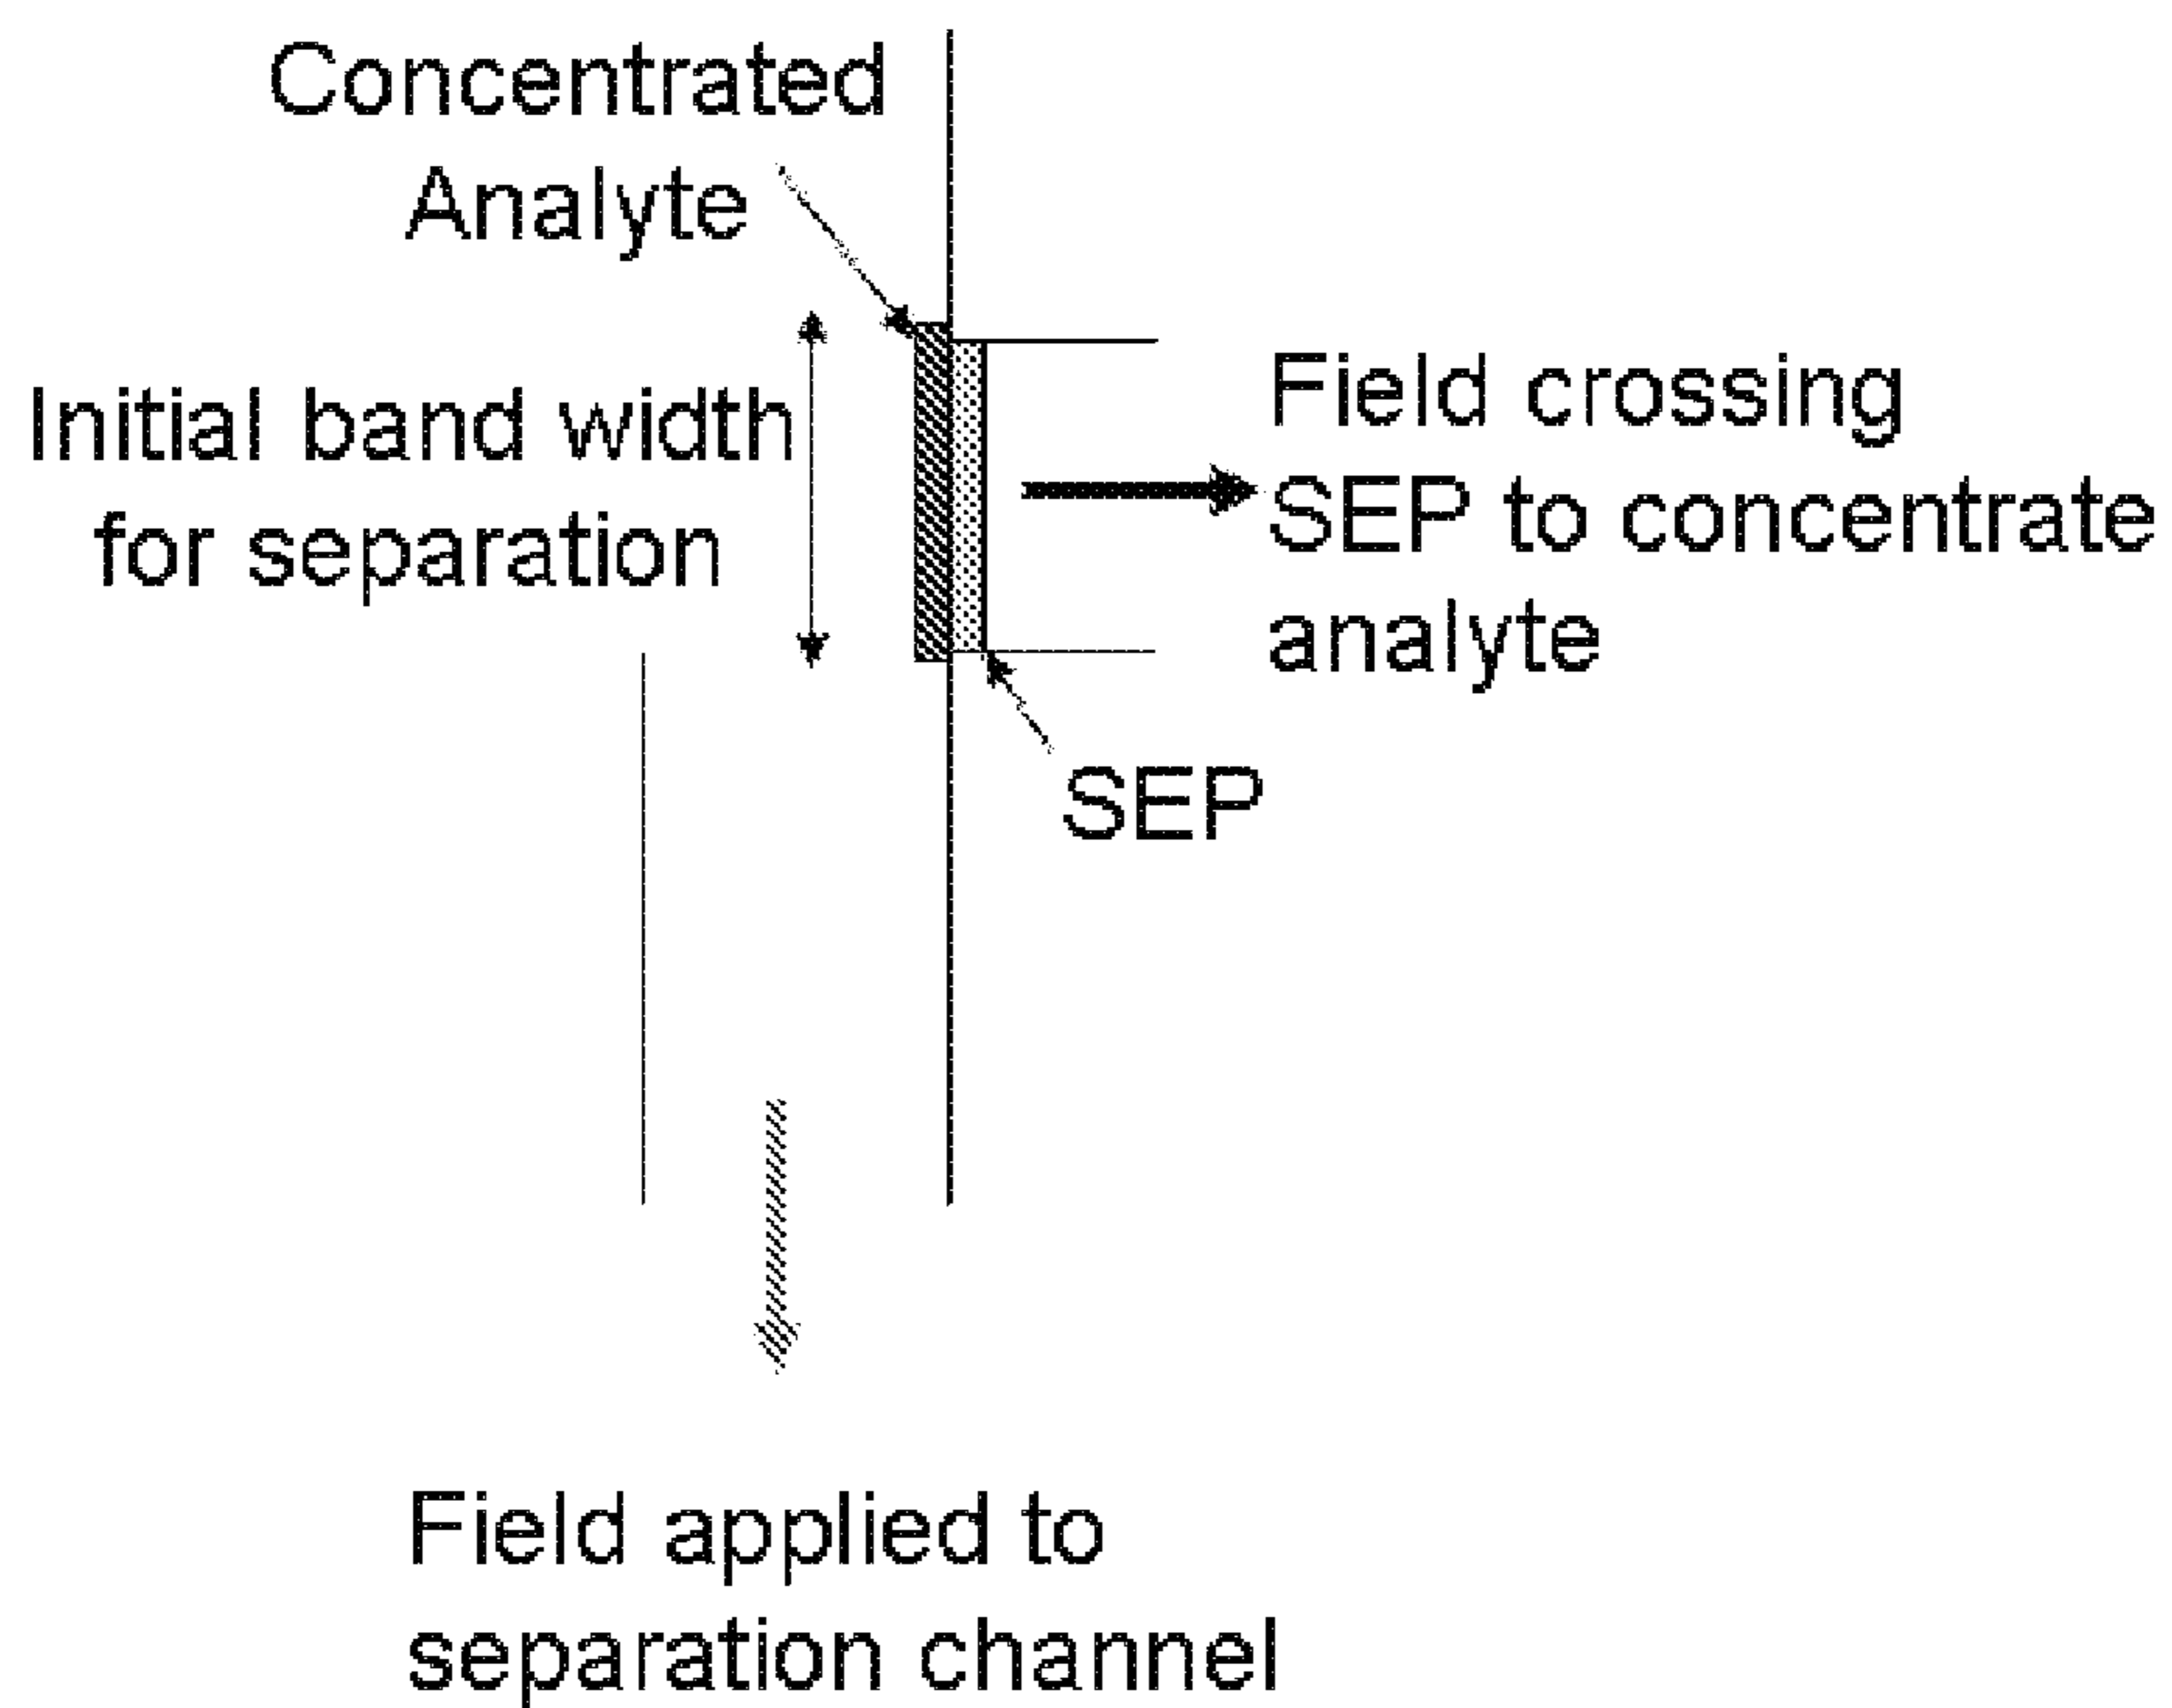 Concentrated
Analyte
Initial band width
for separation
Field crossing
SEP to concentrate
analyte
SEP
Field applied to
separation channel